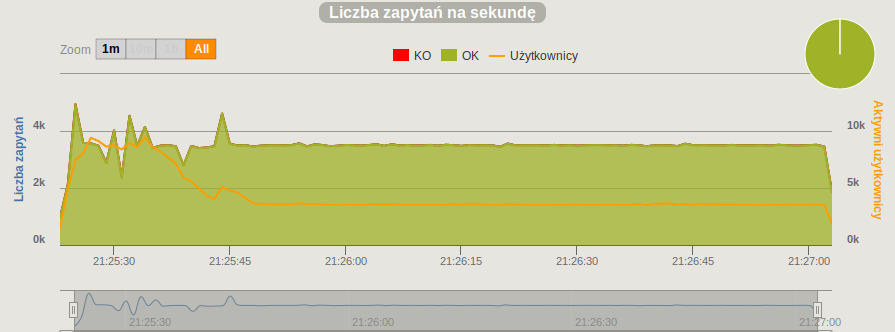 Liczba zapytań na sekundę
Zoom 1m 10m 1h All
KO OK Użytkownicy
Liczba zapytań
4k
2k
0k
10k
5k
0k
Aktywni użytkownicy
21:25:30 21:25:45 21:26:00 21:26:15 21:26:30 21:26:45 21:27:00
21:25:30 21:26:00 21:26:30 21:27:00